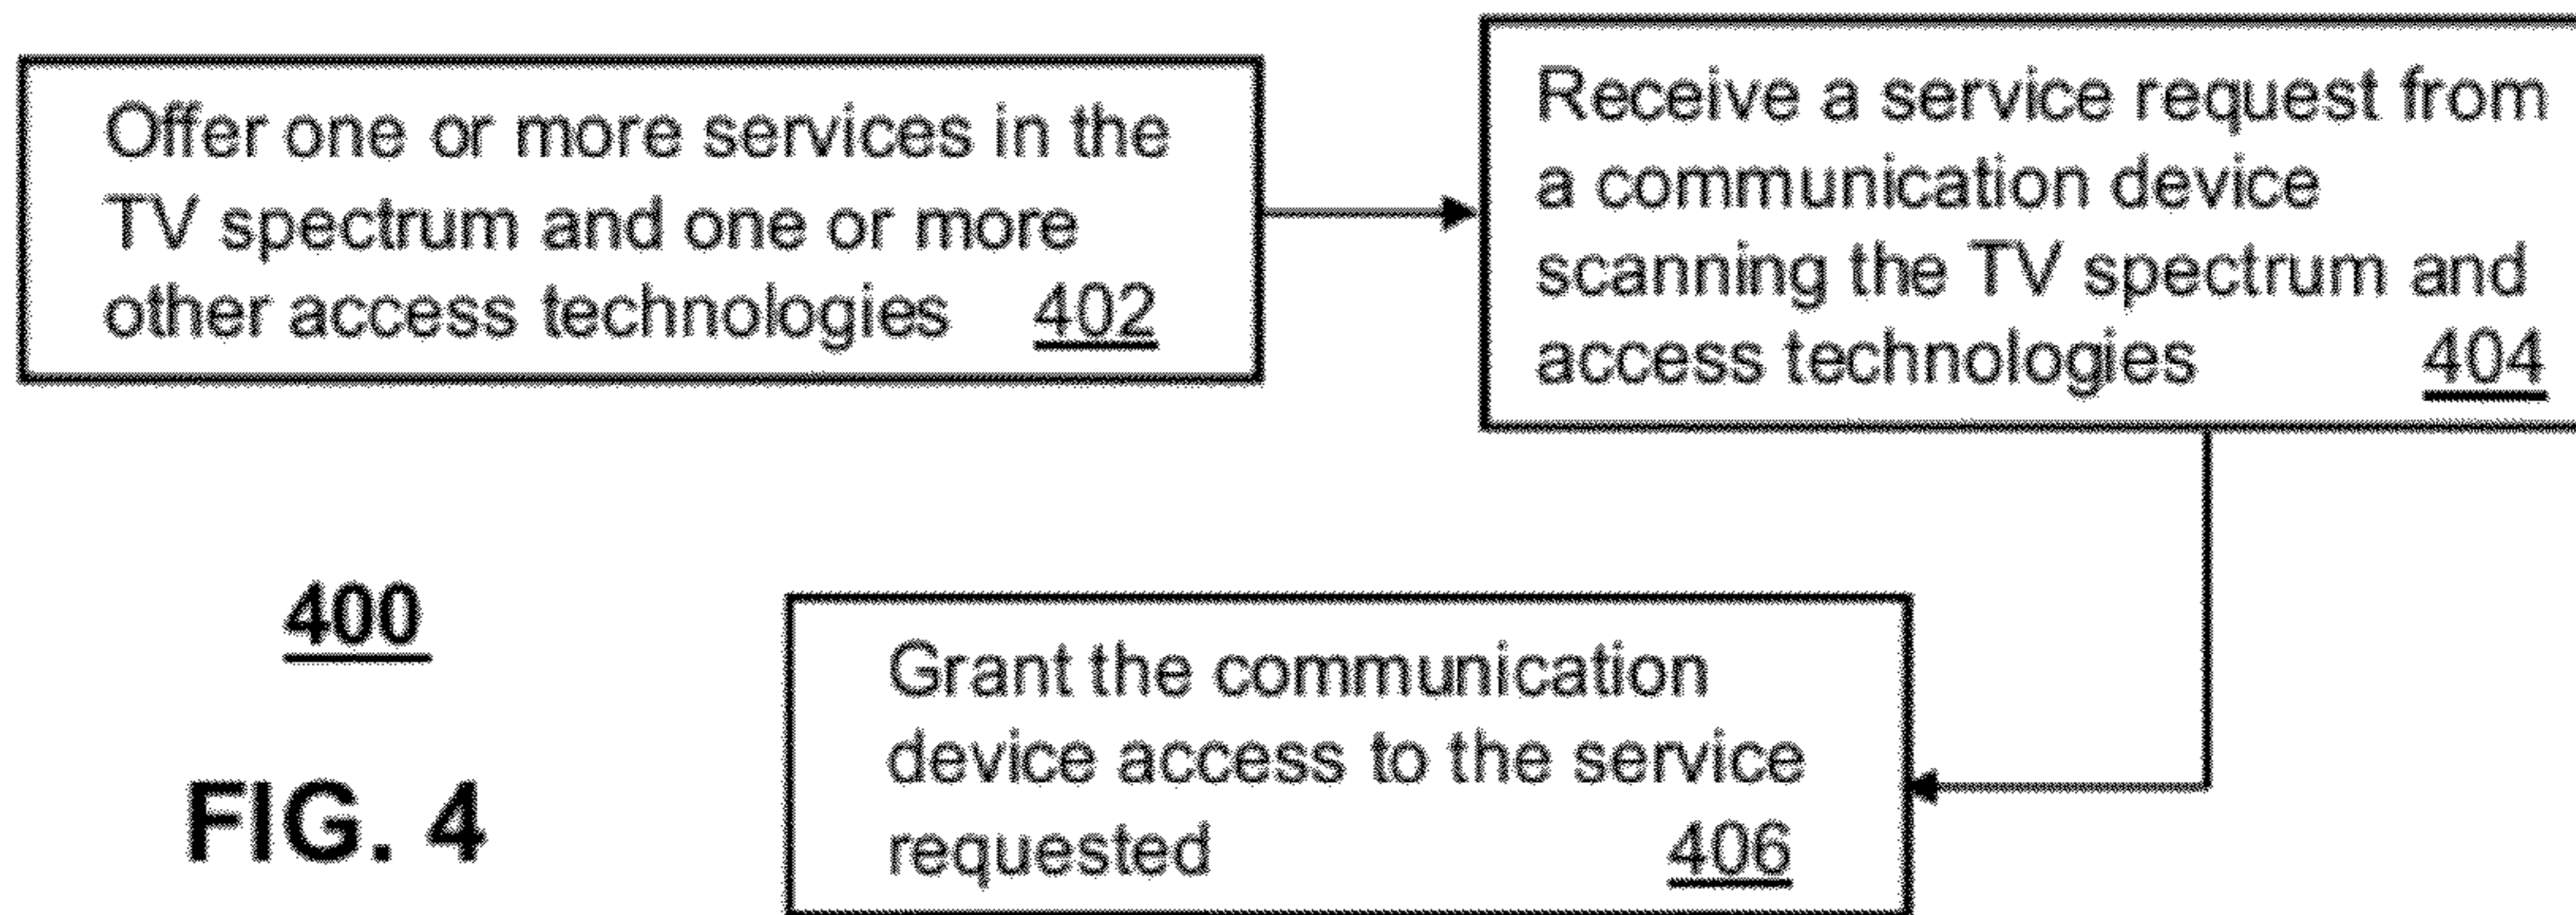 Offer one or more services in the
TV spectrum and one or more
other access technologies 402
Receive a service request from
a communication device
scanning the TV spectrum and
access technologies 404
Grant the communication
device access to the service
requested 406
400
FIG. 4